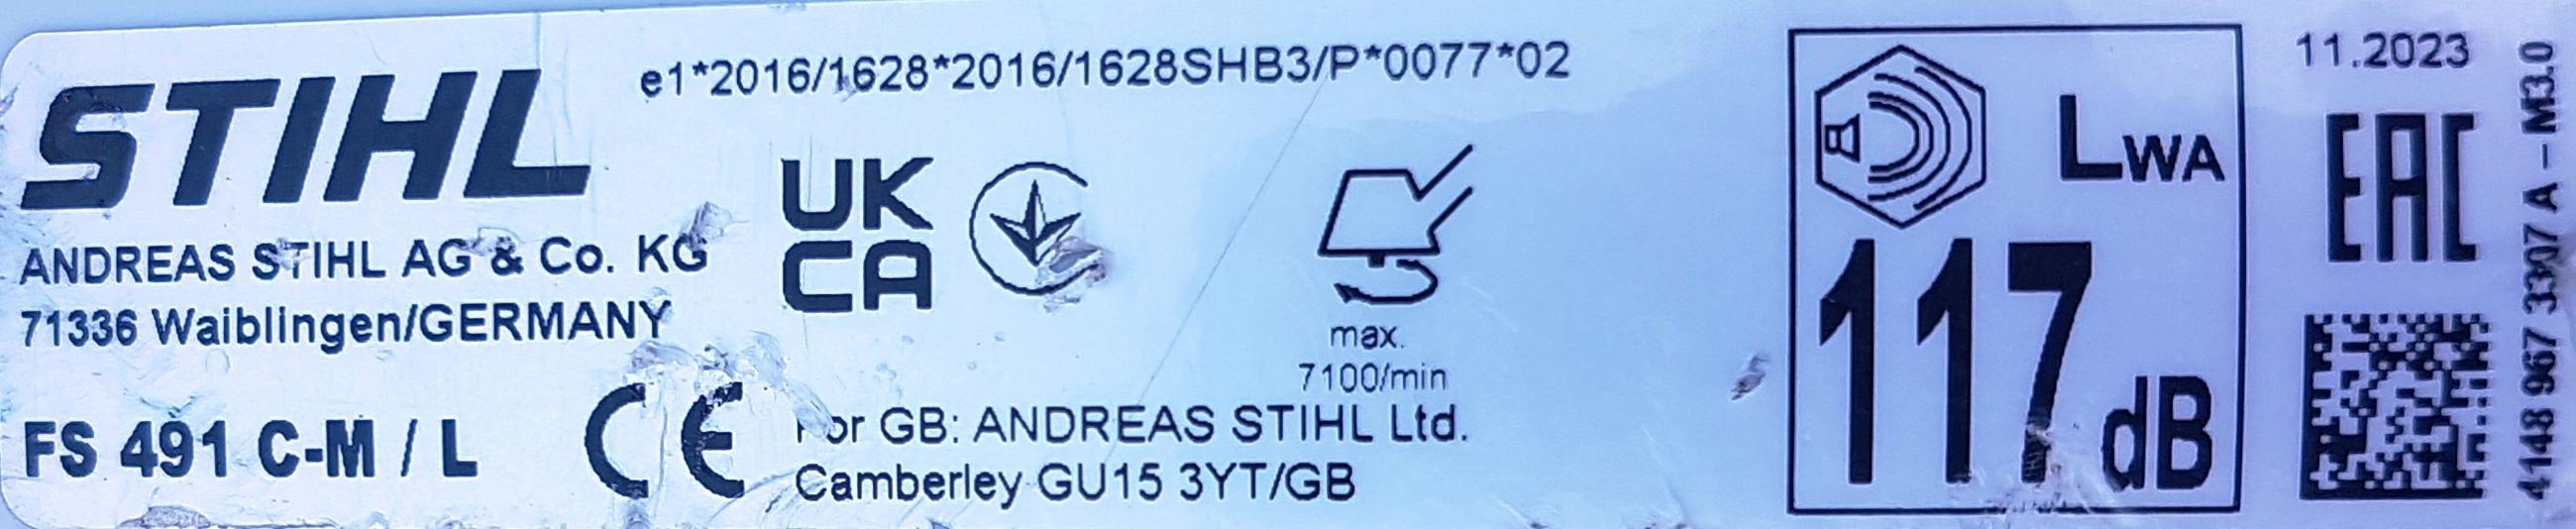 STIHL
ANDREAS STIHL AG & Co. KG
71336 Waiblingen/GERMANY
FS 491 C-M / L
e1*2016/1628*2016/1628SHB3/P*0077*02
UK
CA
CE
max.
7100/min
For GB: ANDREAS STIHL Ltd.
Camberley GU15 3YT/GB
LWA
117 dB
11.2023
EAC
4148 967 3307 A - M3.0